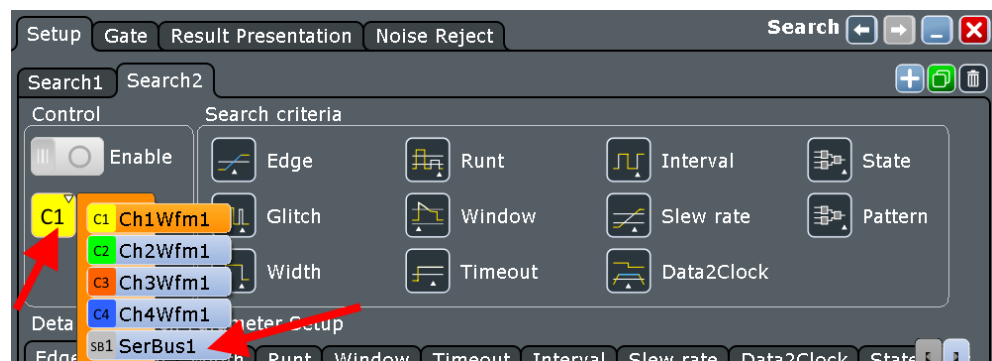 Setup Gate Result Presentation Noise Reject Search
Search1 Search2
Control Search criteria
Enable Edge Runt Interval State
C1 C1 Ch1Wfm1 Glitch Window Slew rate Pattern
C2 Ch2Wfm1
C3 Ch3Wfm1 Width Timeout Data2Clock
C4 Ch4Wfm1
Setup
SB1 SerBus1
Runt Window Timeout Interval Slew rate Data2Clock State